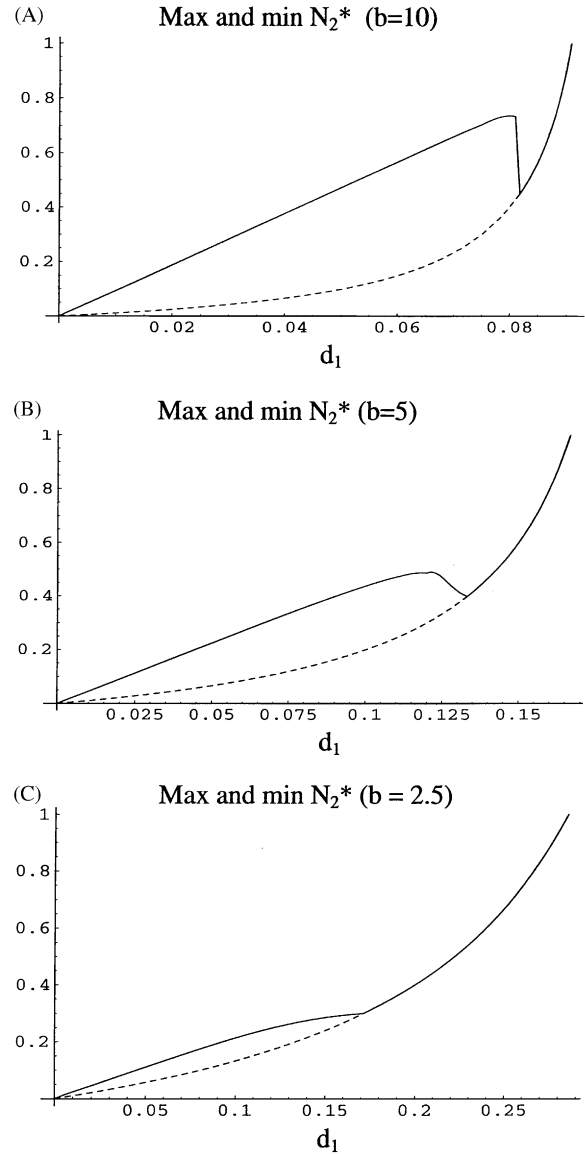 (A)
Max and min N₂* (b=10)
1
0.8
0.6
0.4
0.2
0.02 0.04 0.06 0.08
d₁
(B)
Max and min N₂* (b=5)
1
0.8
0.6
0.4
0.2
0.025 0.05 0.075 0.1 0.125 0.15
d₁
(C)
Max and min N₂* (b = 2.5)
1
0.8
0.6
0.4
0.2
0.05 0.1 0.15 0.2 0.25
d₁